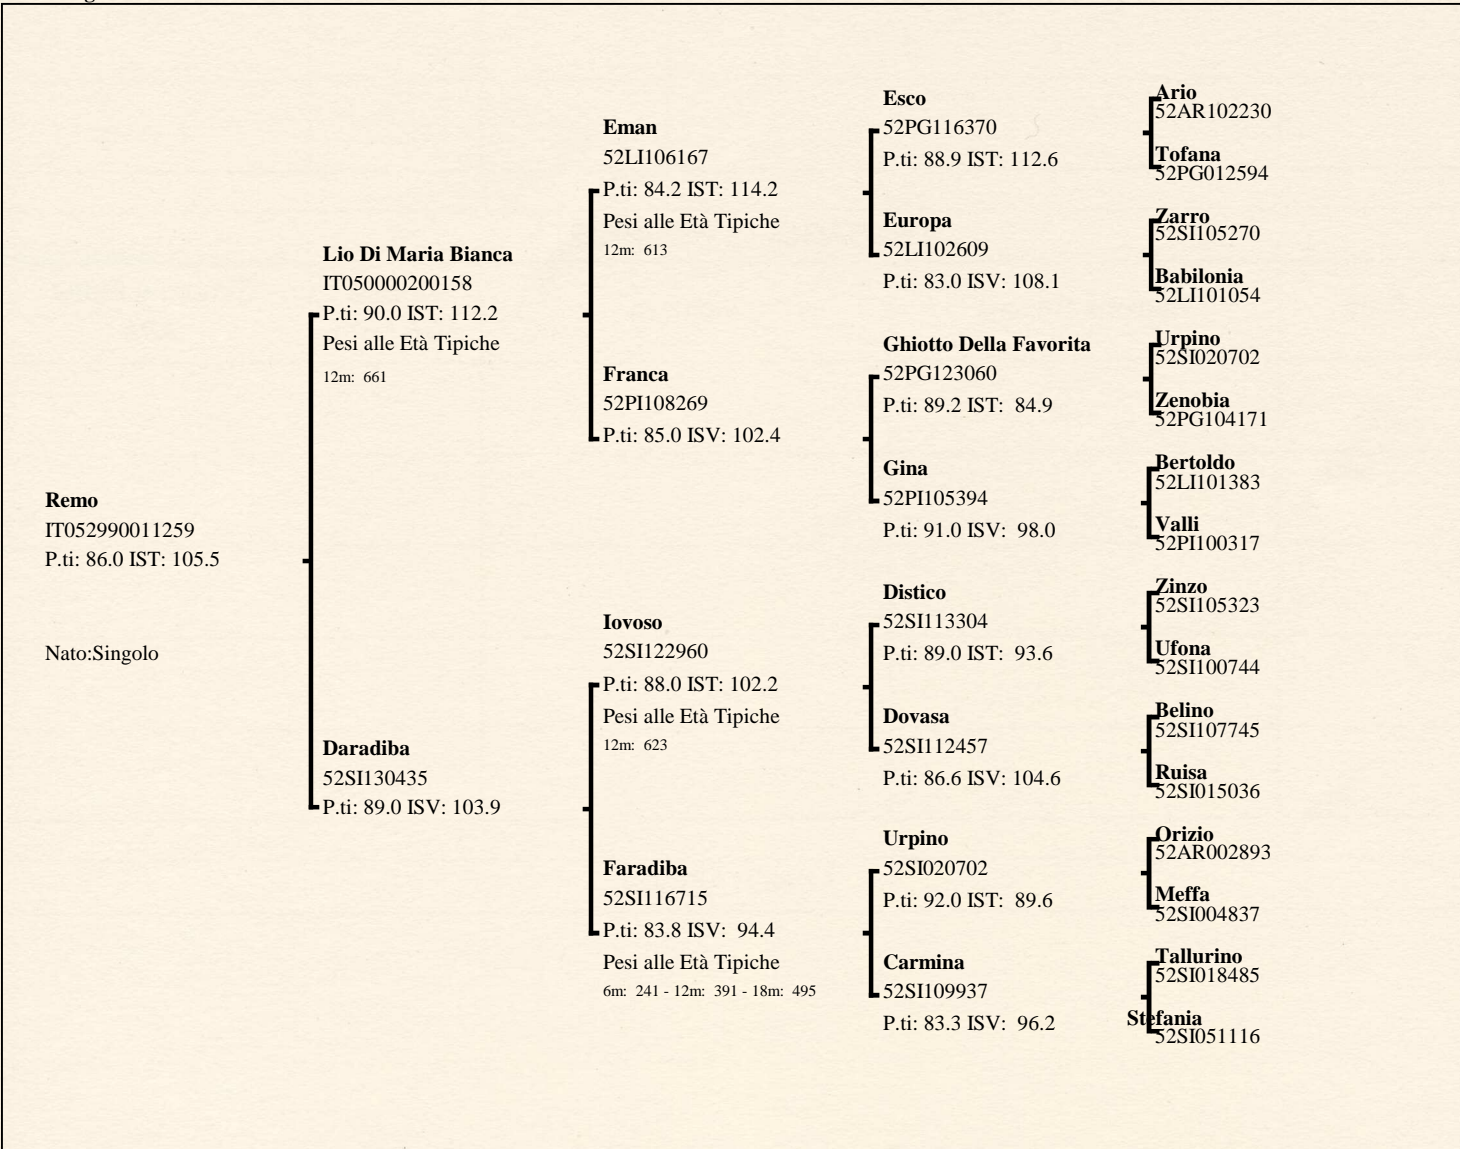 Remo
IT052990011259
P.ti: 86.0 IST: 105.5
Nato:Singolo
Lio Di Maria Bianca
IT050000200158
P.ti: 90.0 IST: 112.2
Pesi alle Età Tipiche
12m: 661
Daradiba
52SI130435
P.ti: 89.0 ISV: 103.9
Eman
52LI106167
P.ti: 84.2 IST: 114.2
Pesi alle Età Tipiche
12m: 613
Franca
52PI108269
P.ti: 85.0 ISV: 102.4
Iovoso
52SI122960
P.ti: 88.0 IST: 102.2
Pesi alle Età Tipiche
12m: 623
Faradiba
52SI116715
P.ti: 83.8 ISV: 94.4
Pesi alle Età Tipiche
6m: 241 - 12m: 391 - 18m: 495
Esco
52PG116370
P.ti: 88.9 IST: 112.6
Europa
52LI102609
P.ti: 83.0 ISV: 108.1
Ghiotto Della Favorita
52PG123060
P.ti: 89.2 IST: 84.9
Gina
52PI105394
P.ti: 91.0 ISV: 98.0
Distico
52SI113304
P.ti: 89.0 IST: 93.6
Dovasa
52SI112457
P.ti: 86.6 ISV: 104.6
Urpino
52SI020702
P.ti: 92.0 IST: 89.6
Carmina
52SI109937
P.ti: 83.3 ISV: 96.2
Ario
52AR102230
Tofana
52PG012594
Zarro
52SI105270
Babilonia
52LI101054
Urpino
52SI020702
Zenobia
52PG104171
Bertoldo
52LI101383
Valli
52PI100317
Zinzo
52SI105323
Ufona
52SI100744
Belino
52SI107745
Ruisa
52SI015036
Orizio
52AR002893
Meffa
52SI004837
Tallurino
52SI018485
Stefania
52SI051116